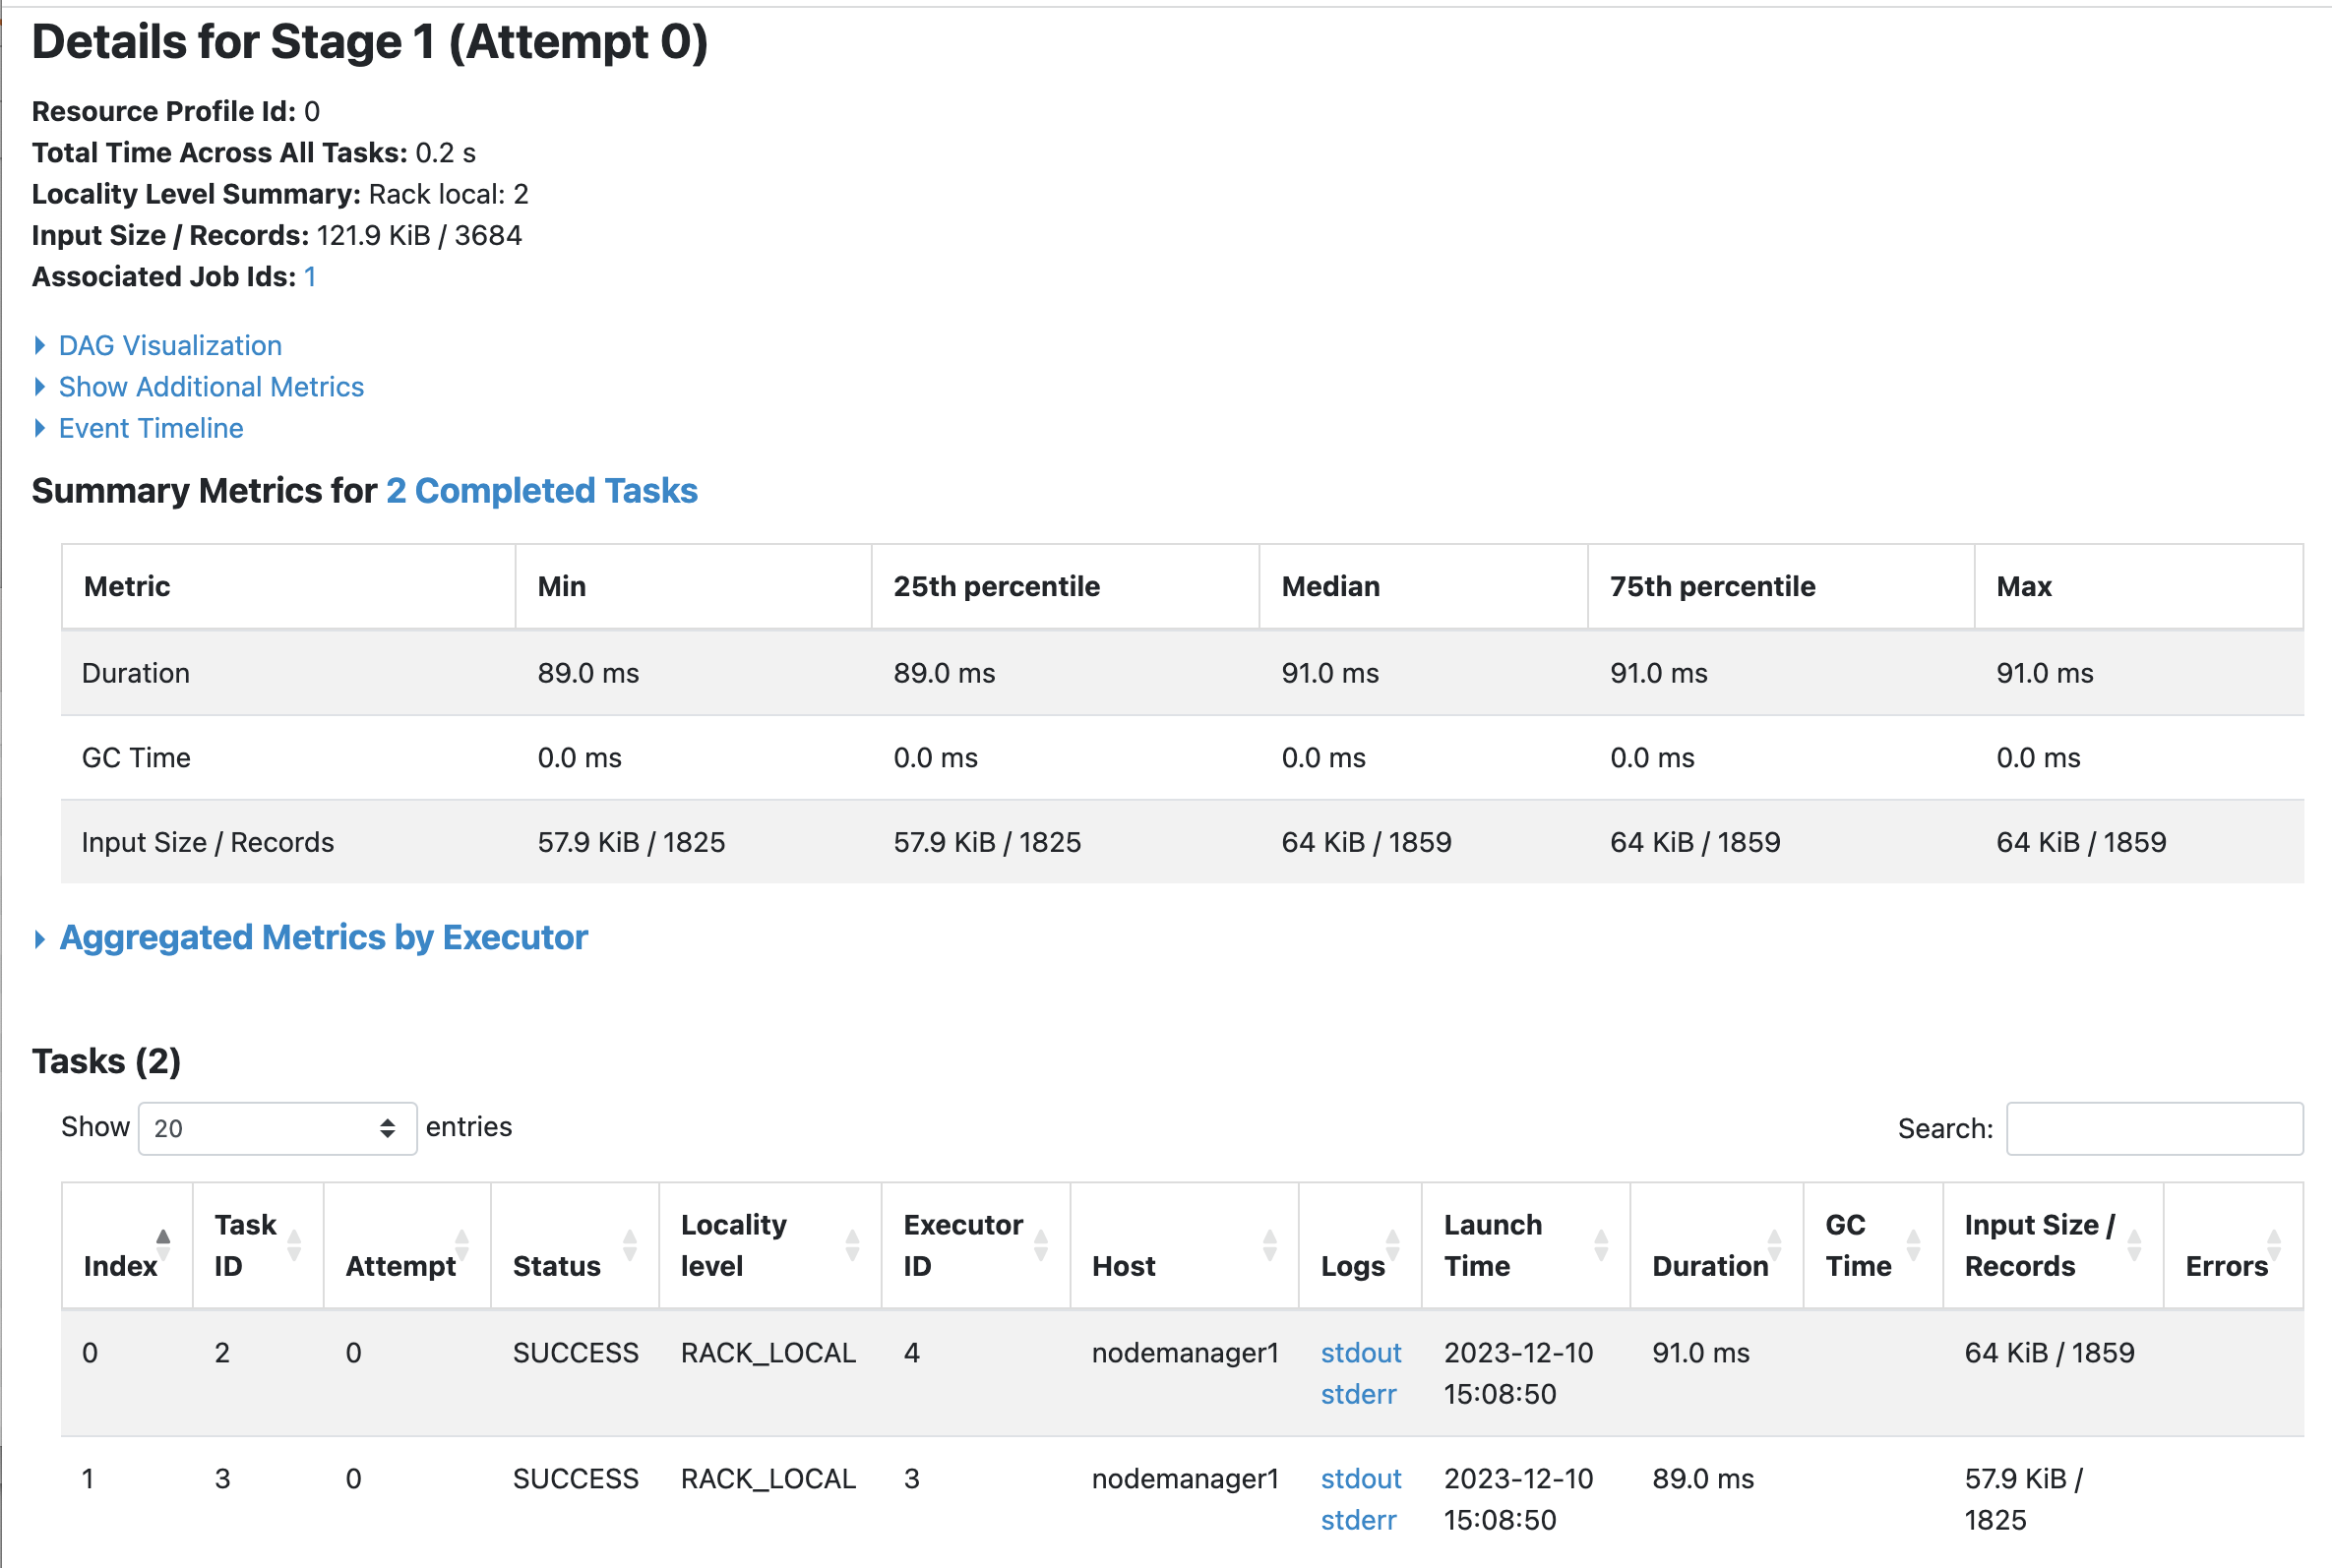 Details for Stage 1 (Attempt 0)
Resource Profile Id: 0
Total Time Across All Tasks: 0.2 s
Locality Level Summary: Rack local: 2
Input Size / Records: 121.9 KiB / 3684
Associated Job Ids: 1
DAG Visualization
Show Additional Metrics
Event Timeline
Summary Metrics for 2 Completed Tasks
Metric Min 25th percentile Median 75th percentile Max
Duration 89.0 ms 89.0 ms 91.0 ms 91.0 ms 91.0 ms
GC Time 0.0 ms 0.0 ms 0.0 ms 0.0 ms 0.0 ms
Input Size / Records 57.9 KiB / 1825 57.9 KiB / 1825 64 KiB / 1859 64 KiB / 1859 64 KiB / 1859
Aggregated Metrics by Executor
Tasks (2)
Show 20 entries Search:
Index Task ID Attempt Status Locality level Executor ID Host Logs Launch Time Duration GC Time Input Size / Records Errors
0 2 0 SUCCESS RACK_LOCAL 4 nodemanager1 stdout 2023-12-10 91.0 ms 64 KiB / 1859
stderr 15:08:50
1 3 0 SUCCESS RACK_LOCAL 3 nodemanager1 stdout 2023-12-10 89.0 ms 57.9 KiB /
stderr 15:08:50 1825